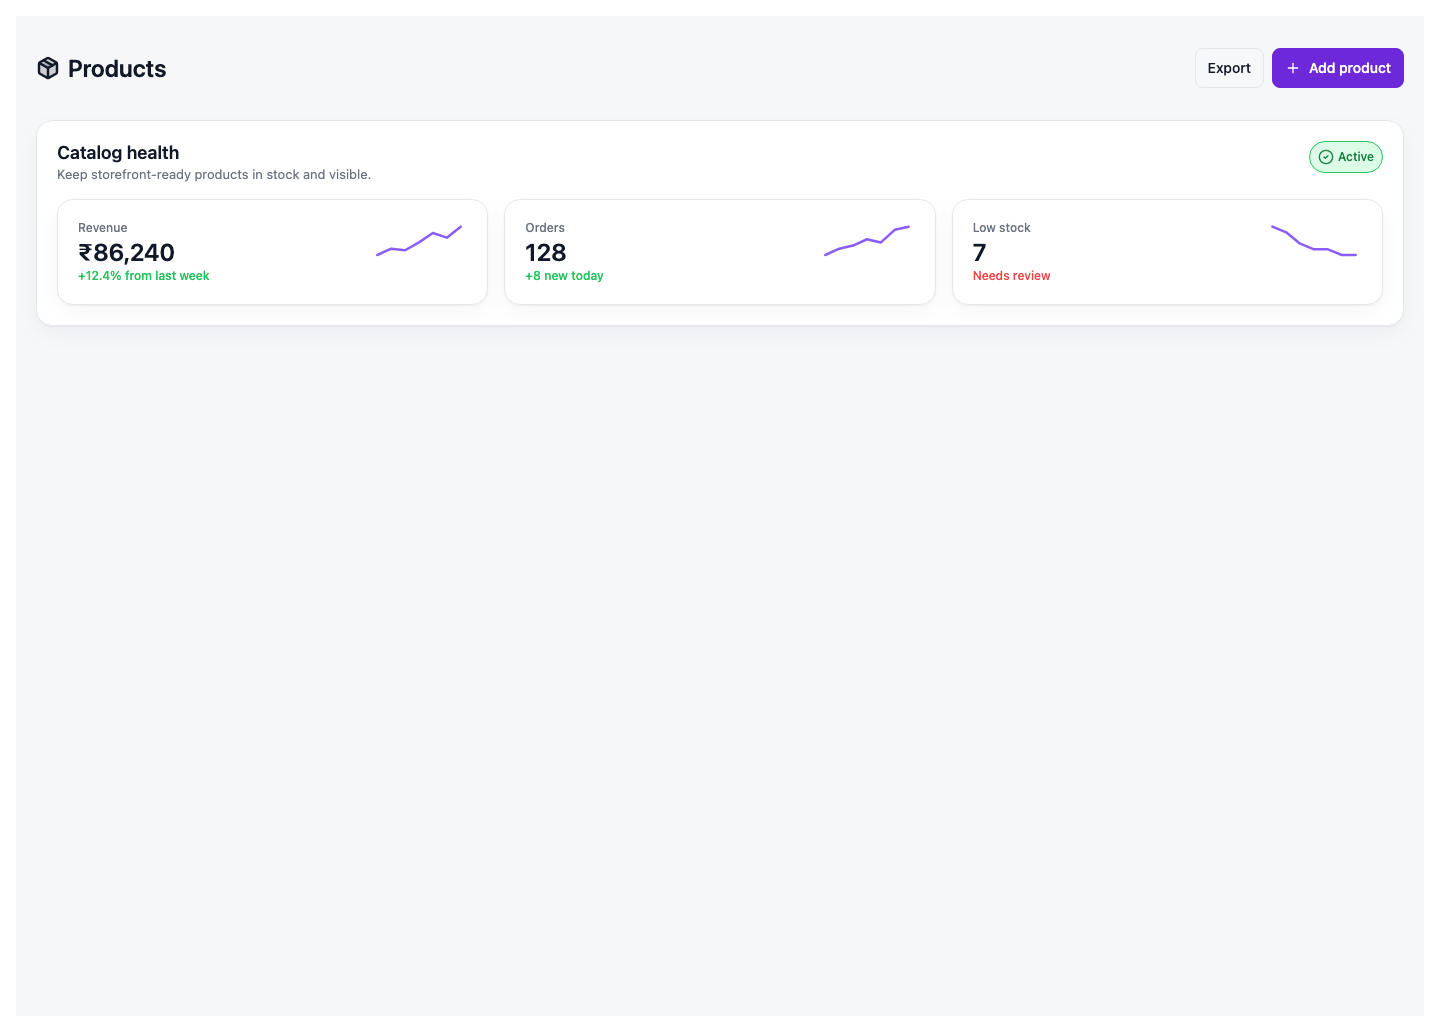 Products
Export
Add product
Catalog health
Keep storefront-ready products in stock and visible.
Active
Revenue
₹86,240
+12.4% from last week
Orders
128
+8 new today
Low stock
7
Needs review